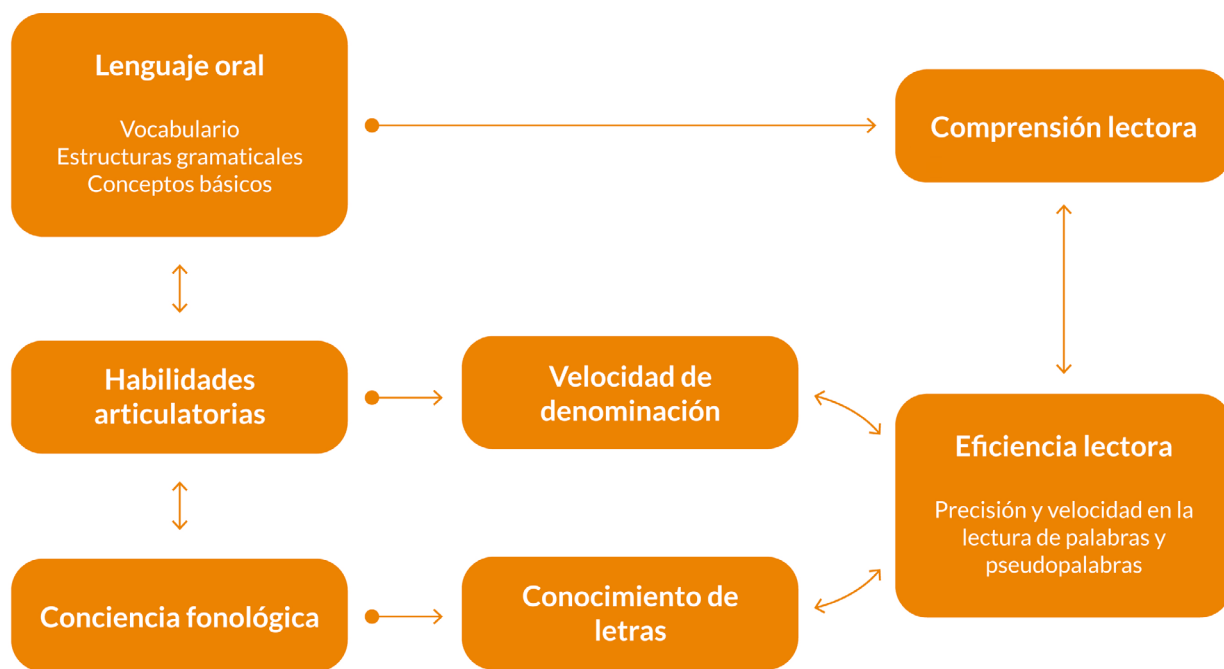 Lenguaje oral
Vocabulario
Estructuras gramaticales
Conceptos básicos
Comprensión lectora
Habilidades
articulatorias
Velocidad de
denominación
Eficiencia lectora
Precisión y velocidad en la
lectura de palabras y
pseudopalabras
Conciencia fonológica
Conocimiento de
letras